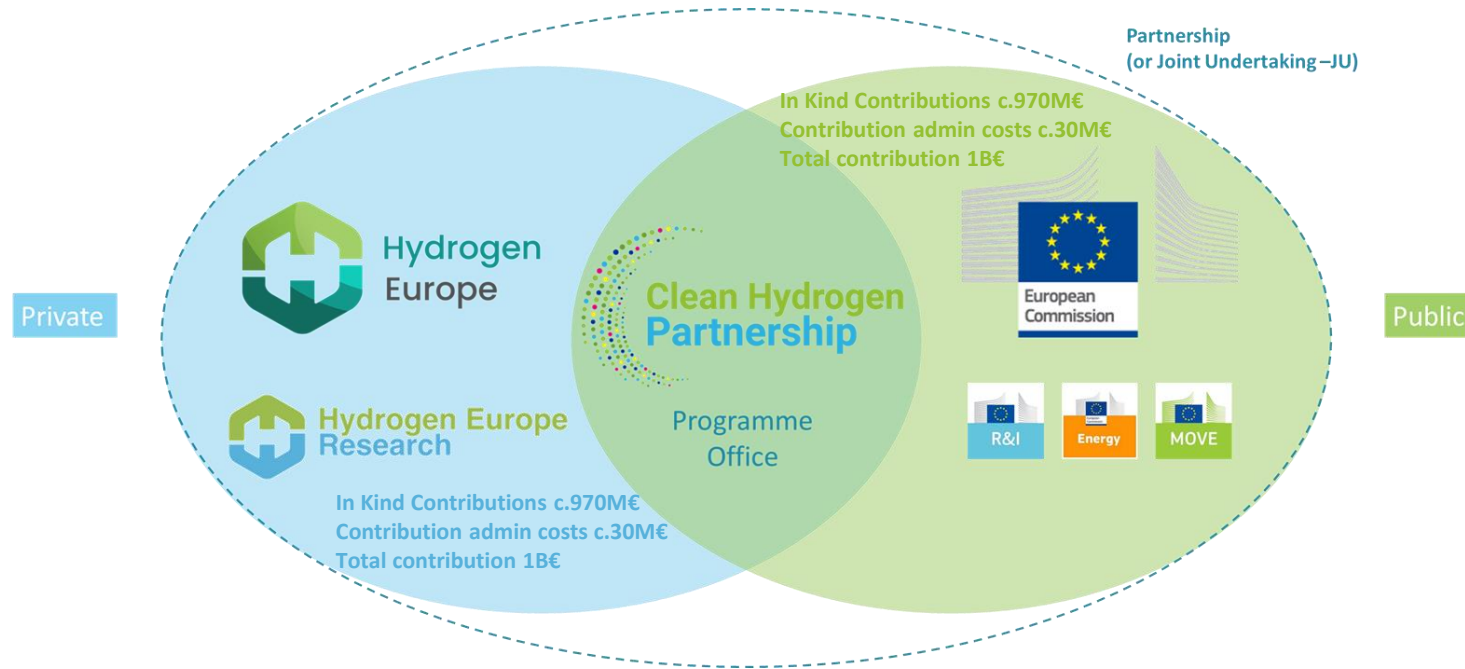 Partnership
(or Joint Undertaking –JU)
In Kind Contributions c.970M€
Contribution admin costs c.30M€
Total contribution 1B€
Hydrogen
Europe
Clean Hydrogen
Partnership
European
Commission
Private
Public
Hydrogen Europe
Research
Programme
Office
R&I
Energy
MOVE
In Kind Contributions c.970M€
Contribution admin costs c.30M€
Total contribution 1B€